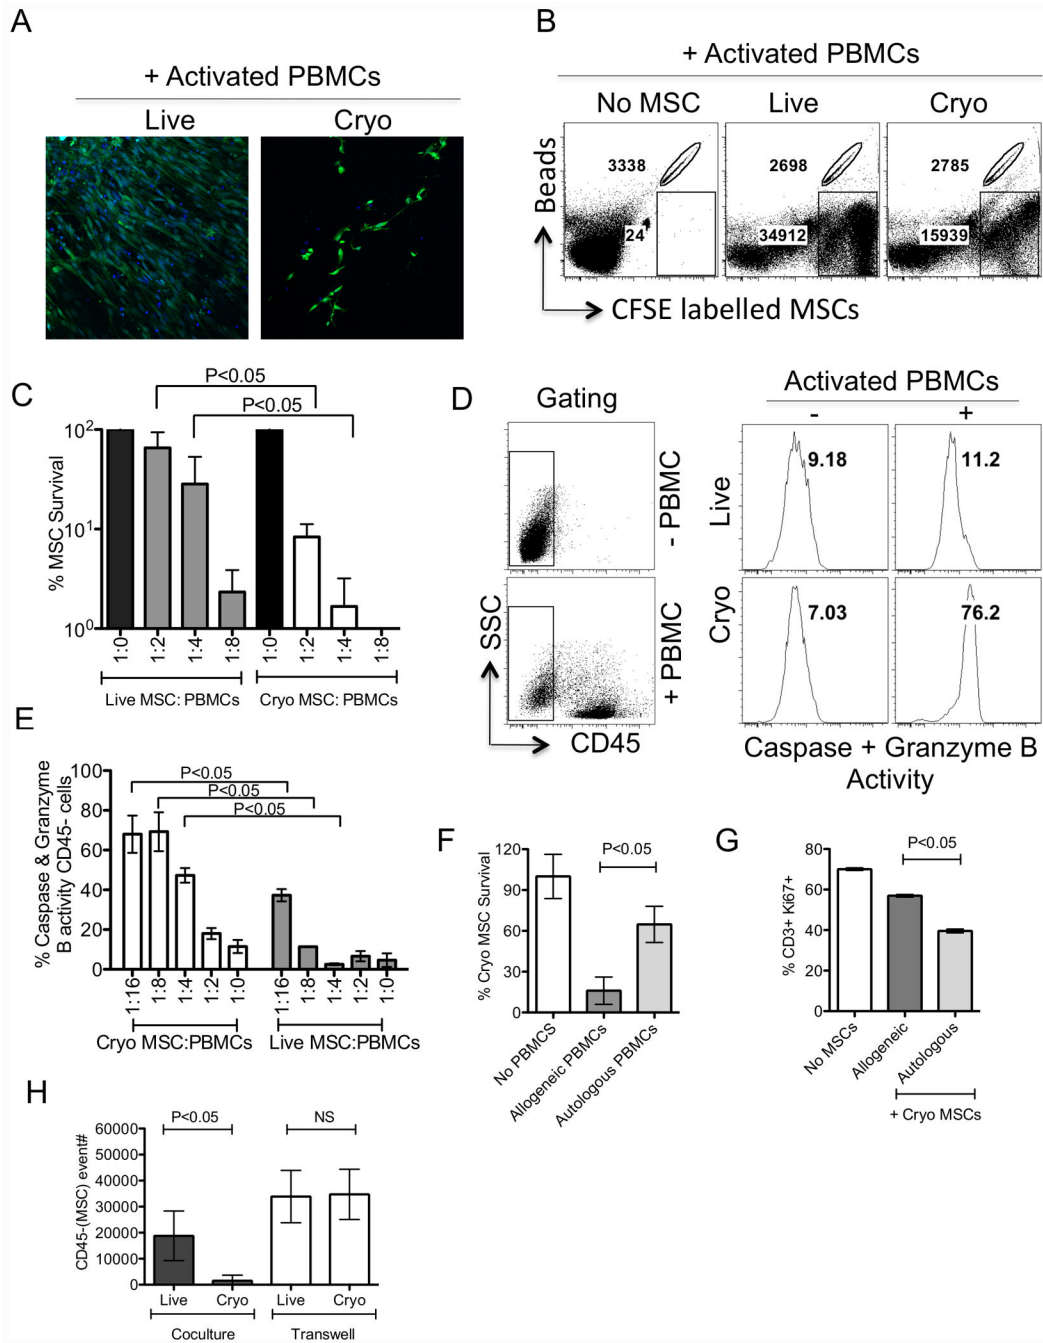 A
+ Activated PBMCs
Live
Cryo
B
+ Activated PBMCs
No MSC
Live
Cryo
Beads
3338
24
2698
34912
2785
15939
CFSE labelled MSCs
C
P<0.05
P<0.05
% MSC Survival
10²
10¹
10⁰
1:0
1:2
1:4
1:8
1:0
1:2
1:4
1:8
Live MSC: PBMCs
Cryo MSC: PBMCs
D
Gating
- PBMC
+ PBMC
SSC
CD45
Activated PBMCs
-
+
Live
Cryo
9.18
11.2
7.03
76.2
Caspase + Granzyme B
Activity
E
P<0.05
P<0.05
P<0.05
% Caspase & Granzyme
B activity CD45- cells
100
80
60
40
20
0
1:16
1:8
1:4
1:2
1:0
1:16
1:8
1:4
1:2
1:0
Cryo MSC:PBMCs
Live MSC:PBMCs
F
P<0.05
% Cryo MSC Survival
120
90
60
30
0
No PBMCS
Allogeneic PBMCs
Autologous PBMCs
G
P<0.05
% CD3+ Ki67+
80
60
40
20
0
No MSCs
Allogeneic
Autologous
+ Cryo MSCs
H
P<0.05
NS
CD45-(MSC) event#
60000
50000
40000
30000
20000
10000
0
Live
Cryo
Live
Cryo
Coculture
Transwell